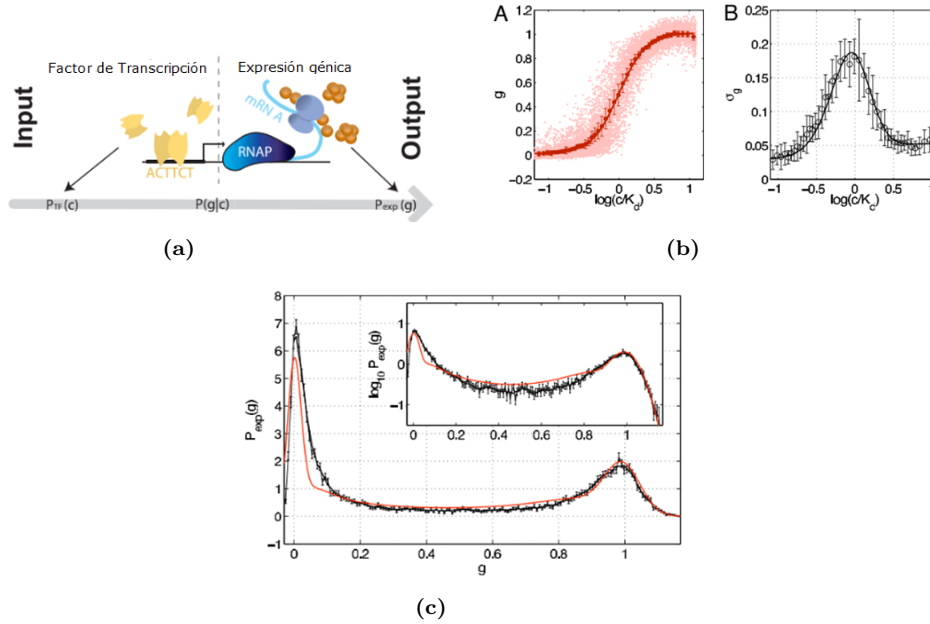 Factor de Transcripción
Expresión génica
Input
mRNA
RNAP
ACTTCT
Output
P_TF(c)
P(g|c)
P_exp(g)
(a)
A
1.2
1
0.8
0.6
0.4
0.2
0
-0.2
g
-1
-0.5
0
0.5
1
log(c/K_d)
B
0.25
0.2
0.15
0.1
0.05
0
σ_g
-1
-0.5
0
0.5
1
log(c/K_d)
(b)
8
7
6
5
4
3
2
1
0
-1
P_exp(g)
0
0.2
0.4
0.6
0.8
1
g
1
0
-1
log_10 P_exp(g)
0
0.2
0.4
0.6
0.8
1
(c)